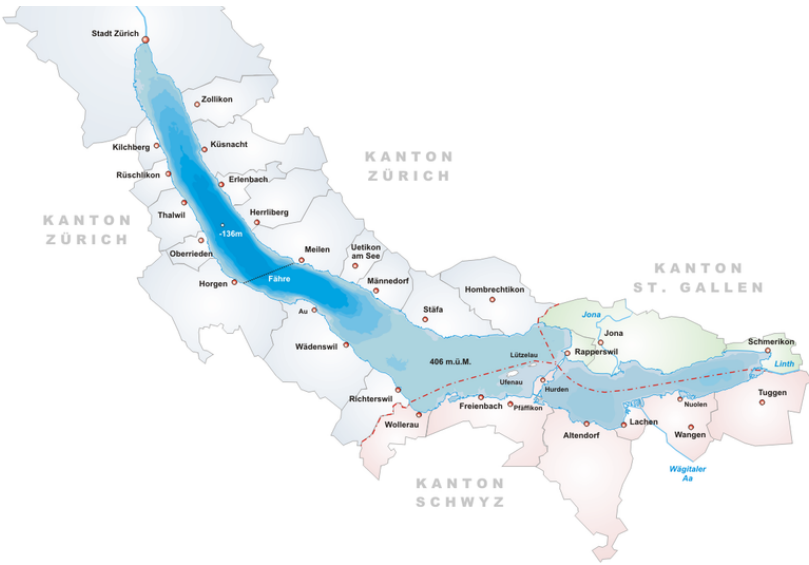 Stadt Zürich
Zollikon
Kilchberg
Küsnacht
KANTON
ZÜRICH
Rüschlikon
Erlenbach
Thalwil
Herrliberg
KANTON
ZÜRICH
-136m
Oberrieden
Meilen
Uetikon
am See
Horgen
Fähre
Männedorf
Hombrechtikon
KANTON
ST. GALLEN
Au
Stäfa
Jona
Jona
Wädenswil
Schmerikon
Lützelau
Rapperswil
406 m.ü.M.
Linth
Ufenau
Hurden
Tuggen
Richterswil
Freienbach
Pfäffikon
Nuolen
Wollerau
Lachen
Altendorf
Wangen
Wägitaler
Aa
KANTON
SCHWYZ